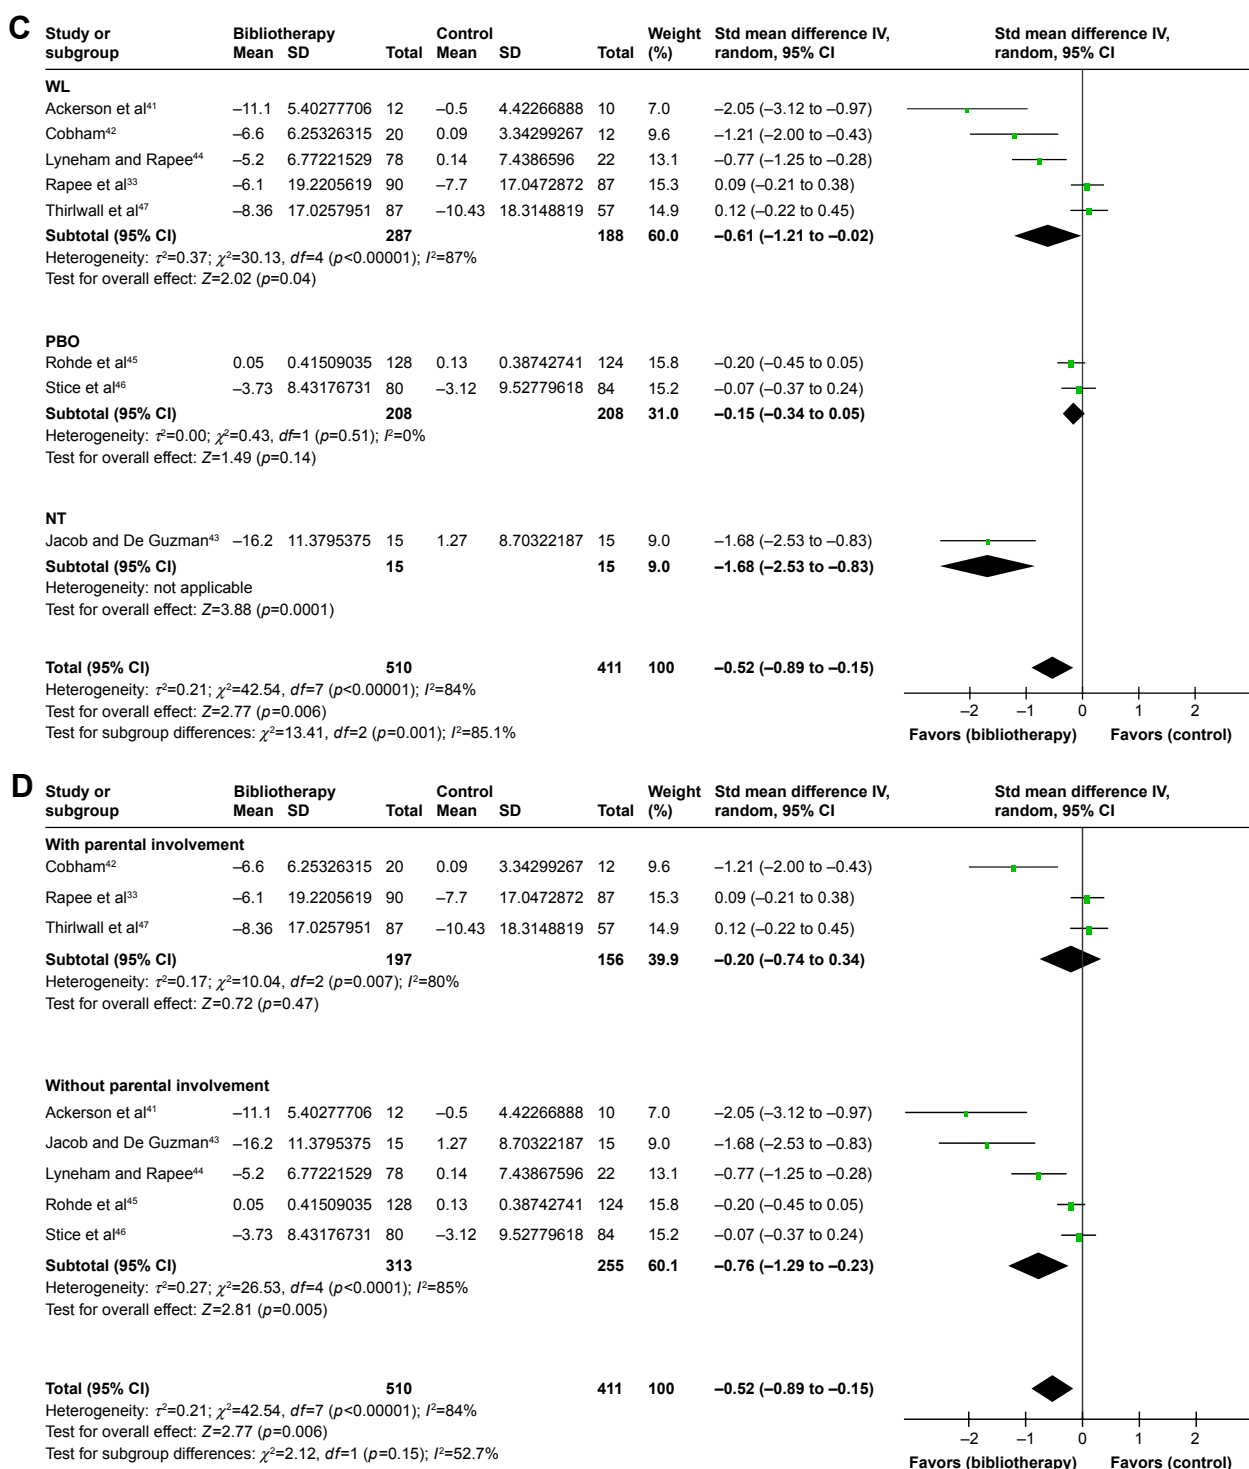 C
Study or subgroup Bibliotherapy Mean SD Total Control Mean SD Total Weight (%) Std mean difference IV, random, 95% CI Std mean difference IV, random, 95% CI
WL
Ackerson et al41 –11.1 5.40277706 12 –0.5 4.42266888 10 7.0 –2.05 (–3.12 to –0.97)
Cobham42 –6.6 6.25326315 20 0.09 3.34299267 12 9.6 –1.21 (–2.00 to –0.43)
Lyneham and Rapee44 –5.2 6.77221529 78 0.14 7.4386596 22 13.1 –0.77 (–1.25 to –0.28)
Rapee et al33 –6.1 19.2205619 90 –7.7 17.0472872 87 15.3 0.09 (–0.21 to 0.38)
Thirlwall et al47 –8.36 17.0257951 87 –10.43 18.3148819 57 14.9 0.12 (–0.22 to 0.45)
Subtotal (95% CI) 287 188 60.0 –0.61 (–1.21 to –0.02)
Heterogeneity: τ2=0.37; χ2=30.13, df=4 (p<0.00001); I2=87%
Test for overall effect: Z=2.02 (p=0.04)
PBO
Rohde et al45 0.05 0.41509035 128 0.13 0.38742741 124 15.8 –0.20 (–0.45 to 0.05)
Stice et al46 –3.73 8.43176731 80 –3.12 9.52779618 84 15.2 –0.07 (–0.37 to 0.24)
Subtotal (95% CI) 208 208 31.0 –0.15 (–0.34 to 0.05)
Heterogeneity: τ2=0.00; χ2=0.43, df=1 (p=0.51); I2=0%
Test for overall effect: Z=1.49 (p=0.14)
NT
Jacob and De Guzman43 –16.2 11.3795375 15 1.27 8.70322187 15 9.0 –1.68 (–2.53 to –0.83)
Subtotal (95% CI) 15 15 9.0 –1.68 (–2.53 to –0.83)
Heterogeneity: not applicable
Test for overall effect: Z=3.88 (p=0.0001)
Total (95% CI) 510 411 100 –0.52 (–0.89 to –0.15)
Heterogeneity: τ2=0.21; χ2=42.54, df=7 (p<0.00001); I2=84%
Test for overall effect: Z=2.77 (p=0.006)
Test for subgroup differences: χ2=13.41, df=2 (p=0.001); I2=85.1%
–2 –1 0 1 2
Favors (bibliotherapy) Favors (control)
D
Study or subgroup Bibliotherapy Mean SD Total Control Mean SD Total Weight (%) Std mean difference IV, random, 95% CI Std mean difference IV, random, 95% CI
With parental involvement
Cobham42 –6.6 6.25326315 20 0.09 3.34299267 12 9.6 –1.21 (–2.00 to –0.43)
Rapee et al33 –6.1 19.2205619 90 –7.7 17.0472872 87 15.3 0.09 (–0.21 to 0.38)
Thirlwall et al47 –8.36 17.0257951 87 –10.43 18.3148819 57 14.9 0.12 (–0.22 to 0.45)
Subtotal (95% CI) 197 156 39.9 –0.20 (–0.74 to 0.34)
Heterogeneity: τ2=0.17; χ2=10.04, df=2 (p=0.007); I2=80%
Test for overall effect: Z=0.72 (p=0.47)
Without parental involvement
Ackerson et al41 –11.1 5.40277706 12 –0.5 4.42266888 10 7.0 –2.05 (–3.12 to –0.97)
Jacob and De Guzman43 –16.2 11.3795375 15 1.27 8.70322187 15 9.0 –1.68 (–2.53 to –0.83)
Lyneham and Rapee44 –5.2 6.77221529 78 0.14 7.43867596 22 13.1 –0.77 (–1.25 to –0.28)
Rohde et al45 0.05 0.41509035 128 0.13 0.38742741 124 15.8 –0.20 (–0.45 to 0.05)
Stice et al46 –3.73 8.43176731 80 –3.12 9.52779618 84 15.2 –0.07 (–0.37 to 0.24)
Subtotal (95% CI) 313 255 60.1 –0.76 (–1.29 to –0.23)
Heterogeneity: τ2=0.27; χ2=26.53, df=4 (p<0.0001); I2=85%
Test for overall effect: Z=2.81 (p=0.005)
Total (95% CI) 510 411 100 –0.52 (–0.89 to –0.15)
Heterogeneity: τ2=0.21; χ2=42.54, df=7 (p<0.00001); I2=84%
Test for overall effect: Z=2.77 (p=0.006)
Test for subgroup differences: χ2=2.12, df=1 (p=0.15); I2=52.7%
–2 –1 0 1 2
Favors (bibliotherapy) Favors (control)